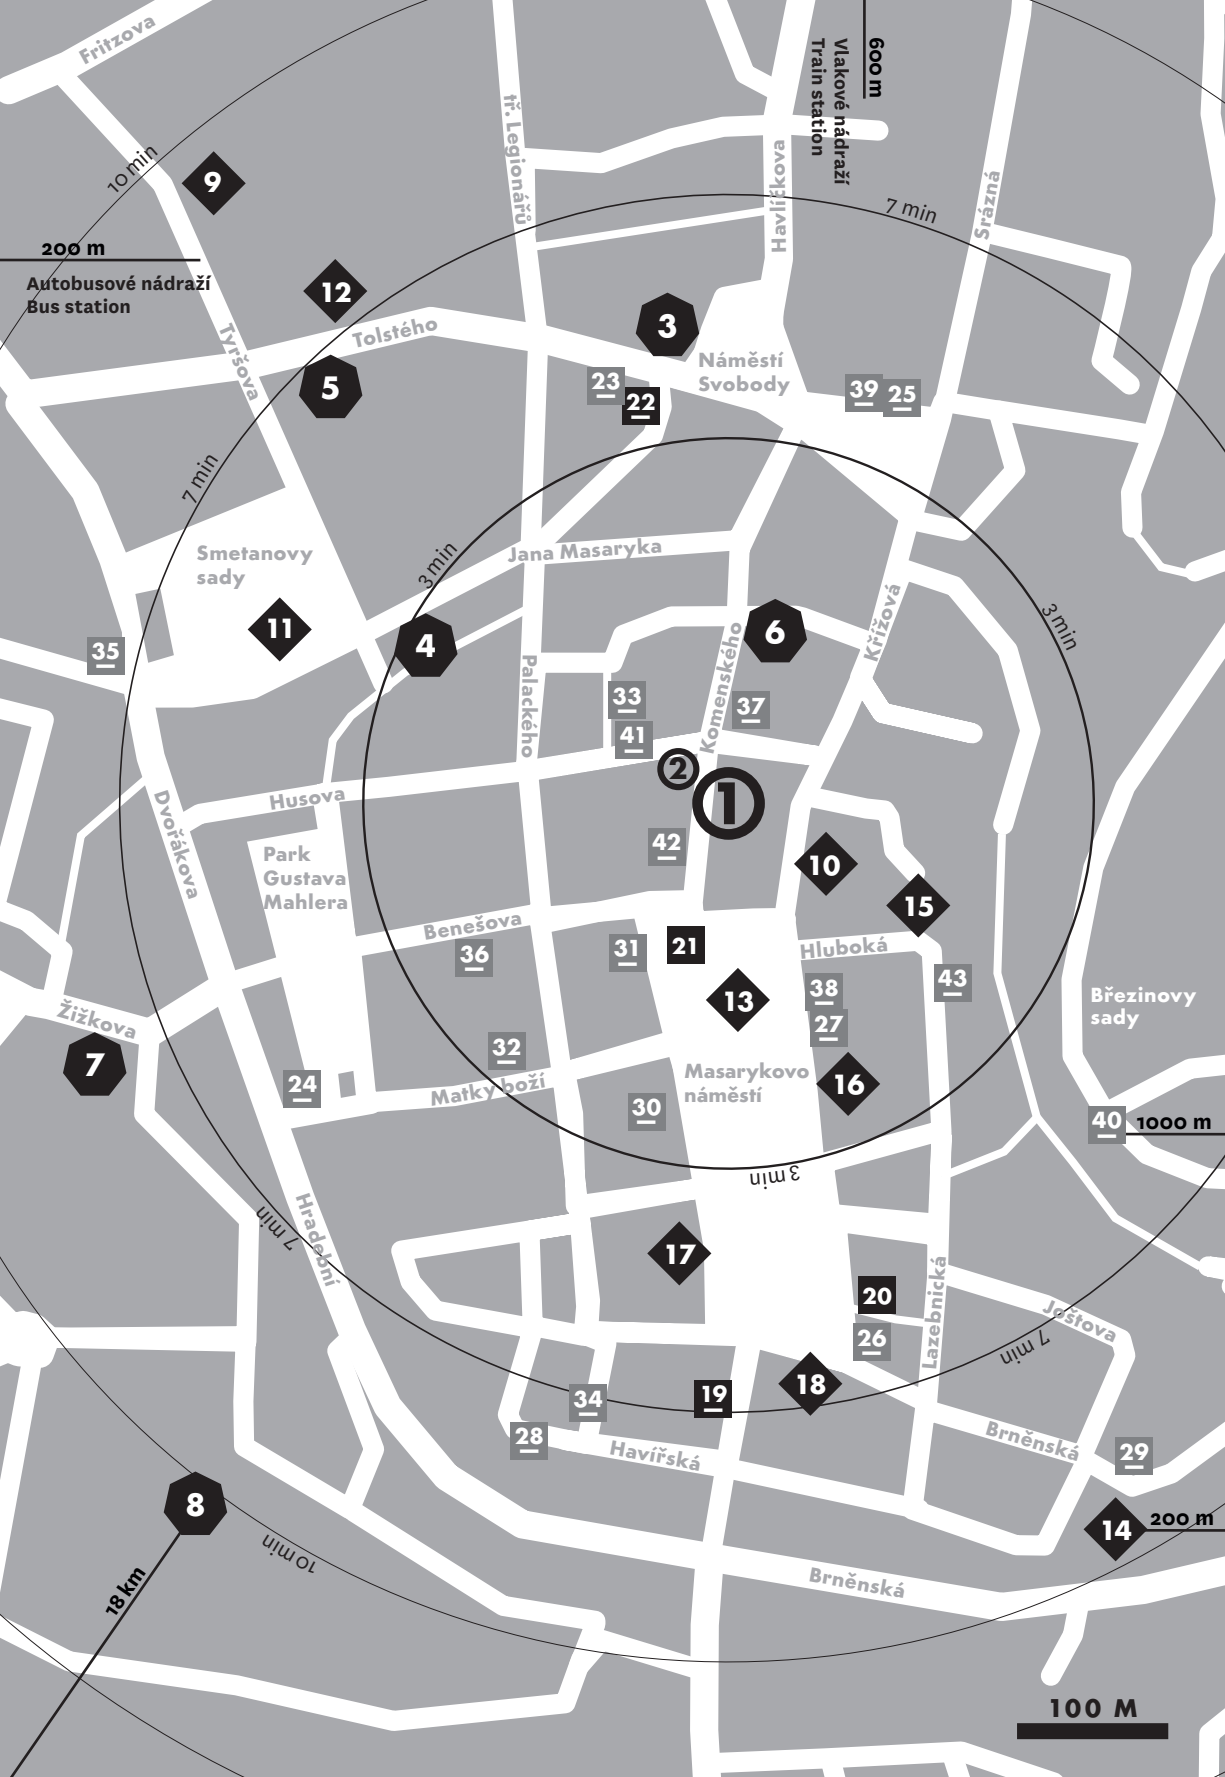 Fritzova
tř. Legionářů
Havlíčkova
Vlakové nádraží
Train station
600 m
Srázná
10 min
9
7 min
200 m
Autobusové nádraží
Bus station
12
Tolstého
3
Náměstí
Svobody
Tyršova
5
23
22
39
25
7 min
Smetanovy
sady
3 min
Jana Masaryka
11
4
6
Křížová
3 min
35
Palackého
Komenského
33
37
41
2
1
Husova
Dvořákova
42
10
Park
Gustava
Mahlera
15
Benešova
36
31
21
Hluboká
13
38
43
27
Březinovy
sady
Žižkova
7
32
24
Matky boží
Masarykovo
náměstí
16
30
40
1000 m
3 min
7 min
Hradební
17
20
26
Lazebnická
Joštova
7 min
18
19
34
28
Havířská
Brněnská
29
8
14
200 m
10 min
18 km
Brněnská
100 M